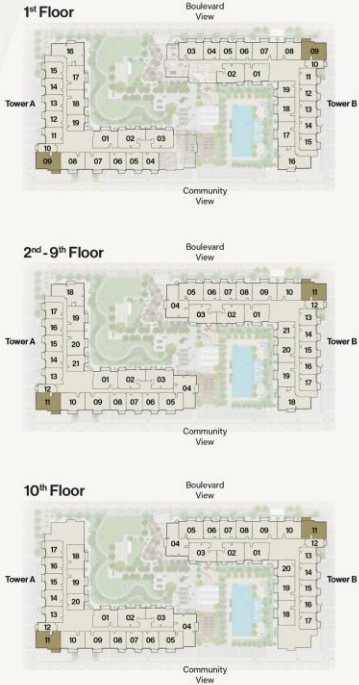 1st Floor
Boulevard
View
16
15
17
14
13
18
12
19
11
10
09
01 02 03
08 07 06 05 04
Tower A
03 04 05 06 07 08 09
10
02 01
11
19
12
13
18
14
17
15
16
Tower B
Community
View
2nd - 9th Floor
Boulevard
View
18
17
19
16
15
20
14
21
13
12
11
01 02 03
04
10 09 08 07 06 05
Tower A
05 06 07 08 09 10 11
04
12
03 02 01
13
21
14
20
15
16
19
17
18
Tower B
Community
View
10th Floor
Boulevard
View
17
18
16
15
19
14
20
13
12
11
01 02 03
04
10 09 08 07 06 05
Tower A
05 06 07 08 09 10 11
04
12
03 02 01
13
20
14
19
15
16
18
17
Tower B
Community
View